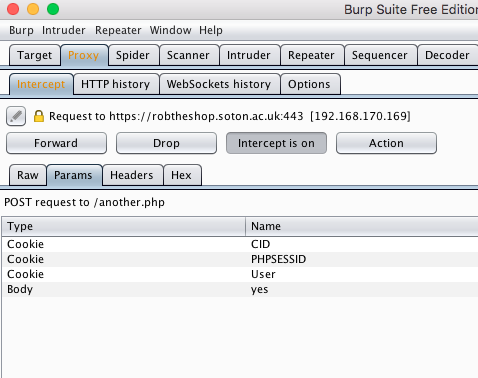 Burp Suite Free Edition
Burp Intruder Repeater Window Help
Target Proxy Spider Scanner Intruder Repeater Sequencer Decoder
Intercept HTTP history WebSockets history Options
Request to https://robtheshop.soton.ac.uk:443 [192.168.170.169]
Forward Drop Intercept is on Action
Raw Params Headers Hex
POST request to /another.php
Type Name
Cookie CID
Cookie PHPSESSID
Cookie User
Body yes